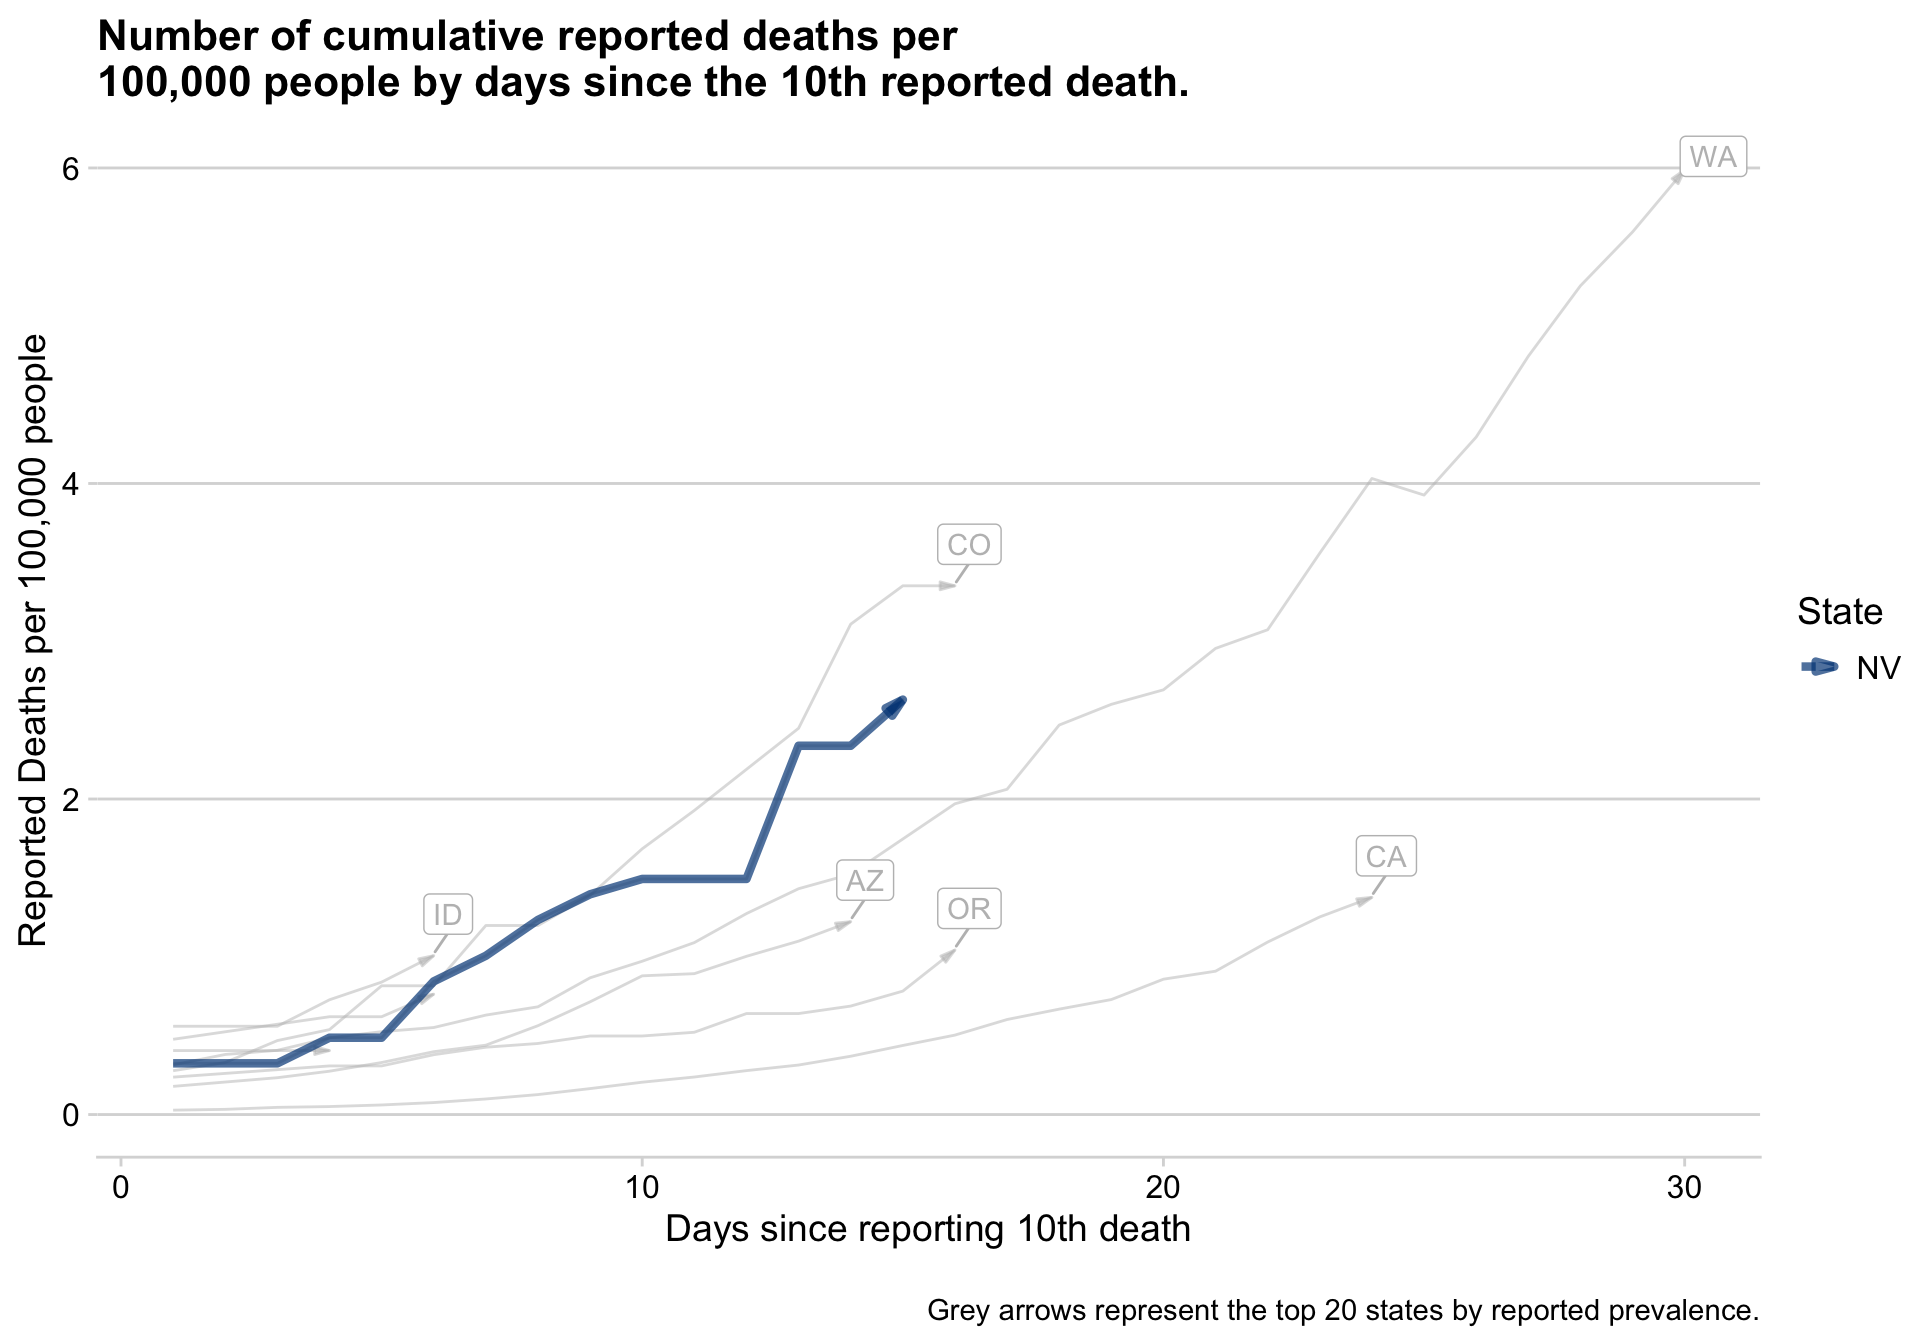 Number of cumulative reported deaths per
100,000 people by days since the 10th reported death.
Reported Deaths per 100,000 people
6
4
2
0
WA
CO
CA
AZ
OR
ID
State
NV
0 10 20 30
Days since reporting 10th death
Grey arrows represent the top 20 states by reported prevalence.